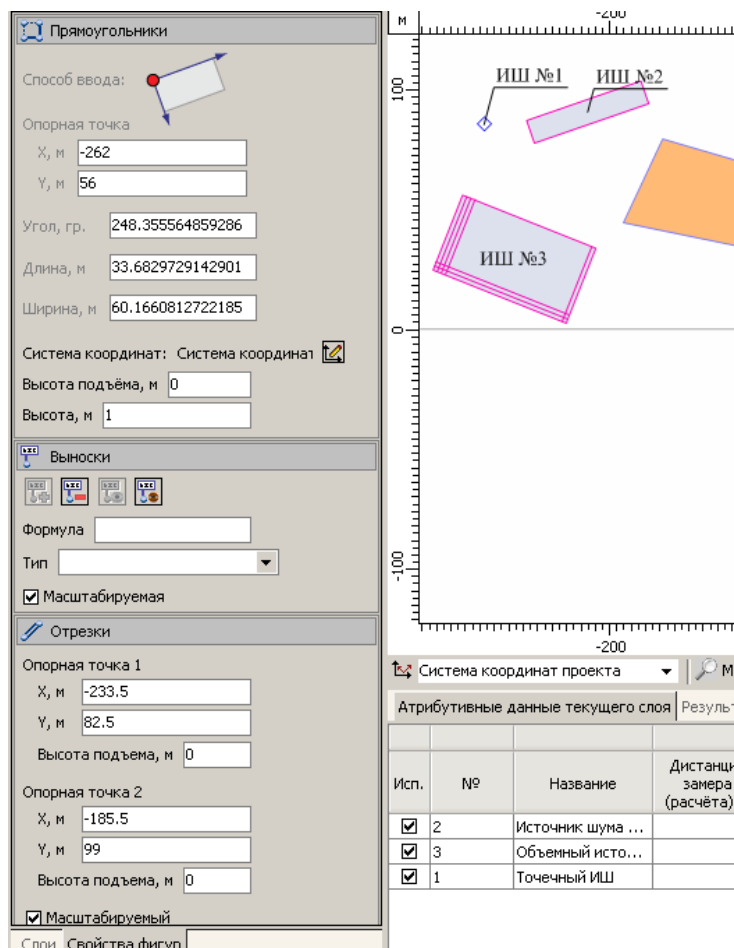 Прямоугольники
Способ ввода:
Опорная точка
X, м -262
Y, м 56
Угол, гр. 248.355564859286
Длина, м 33.6829729142901
Ширина, м 60.1660812722185
Система координат: Система координат
Высота подъёма, м 0
Высота, м 1
Выноски
Формула
Тип
Масштабируемая
Отрезки
Опорная точка 1
X, м -233.5
Y, м 82.5
Высота подъема, м 0
Опорная точка 2
X, м -185.5
Y, м 99
Высота подъема, м 0
Масштабируемый
Слои Свойства фигур
м -200
100
ИШ №1 ИШ №2
ИШ №3
0
-100
-200
Система координат проекта М
Атрибутивные данные текущего слоя Резуль
Исп. № Название Дистанци
замера
(расчёта)
2 Источник шума ...
3 Объемный исто...
1 Точечный ИШ